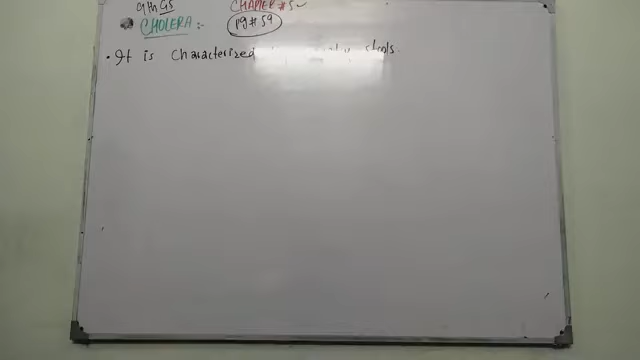 9th GS CHAPTER # 5
CHOLERA :- Pg # 59
• It is characterized stools.